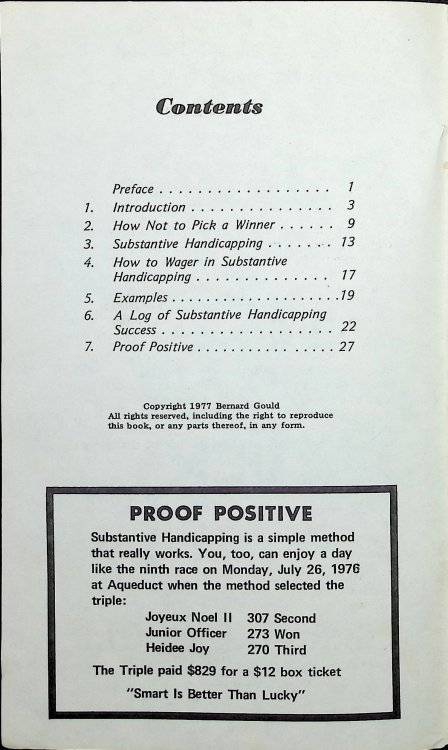 Contents
Preface . . . . . . . . . . . . . . . . . . 1
1. Introduction . . . . . . . . . . . . . . . 3
2. How Not to Pick a Winner . . . . . . 9
3. Substantive Handicapping . . . . . . . 13
4. How to Wager in Substantive
Handicapping . . . . . . . . . . . . . . 17
5. Examples . . . . . . . . . . . . . . . . . .19
6. A Log of Substantive Handicapping
Success . . . . . . . . . . . . . . . . . . 22
7. Proof Positive . . . . . . . . . . . . . . . 27
Copyright 1977 Bernard Gould
All rights reserved, including the right to reproduce
this book, or any parts thereof, in any form.
PROOF POSITIVE
Substantive Handicapping is a simple method
that really works. You, too, can enjoy a day
like the ninth race on Monday, July 26, 1976
at Aqueduct when the method selected the
triple:
Joyeux Noel II 307 Second
Junior Officer 273 Won
Heidee Joy 270 Third
The Triple paid $829 for a $12 box ticket
"Smart Is Better Than Lucky"